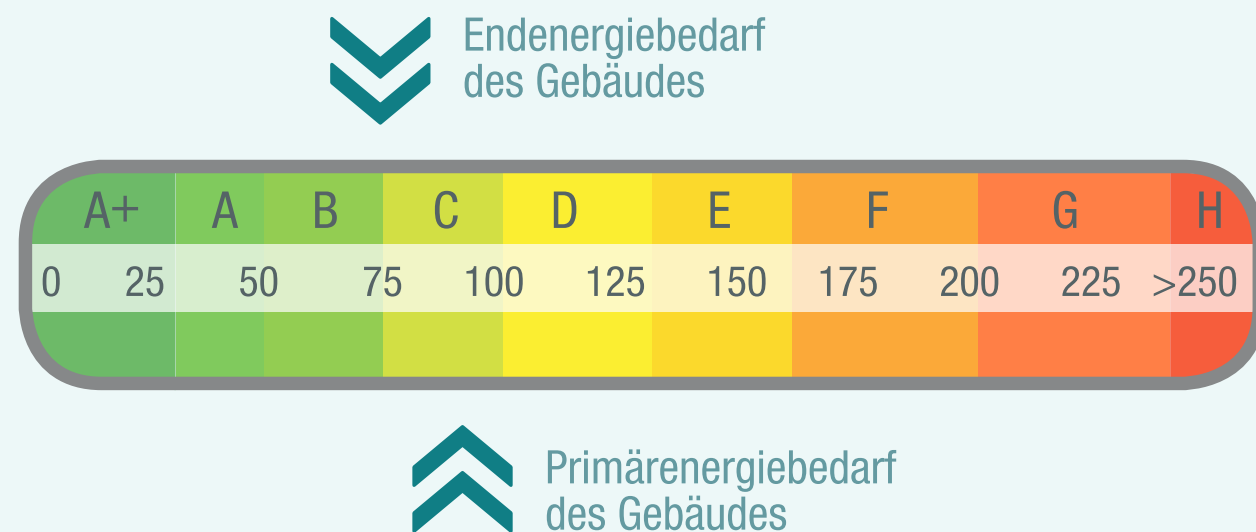 Endenergiebedarf
des Gebäudes
A+ A B C D E F G H
0 25 50 75 100 125 150 175 200 225 >250
Primärenergiebedarf
des Gebäudes